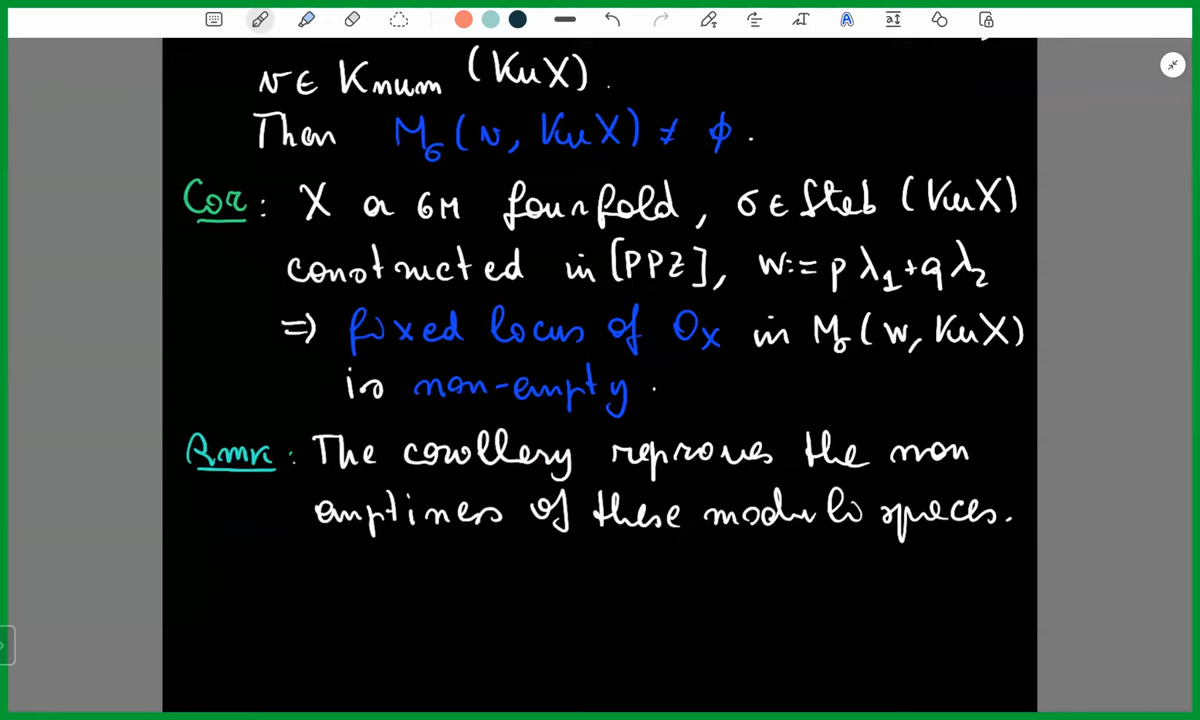 v ∈ Knum (KuX).
Then Mσ(v, KuX) ≠ ϕ.
Cor: X a GM fourfold, σ ∈ Stab (KuX)
constructed in [PPZ], w := pλ1+qλ2
⇒ fixed locus of Ox in Mσ(w, KuX)
is non-empty.
Rmk: The corollary reproves the non
emptiness of these moduli spaces.